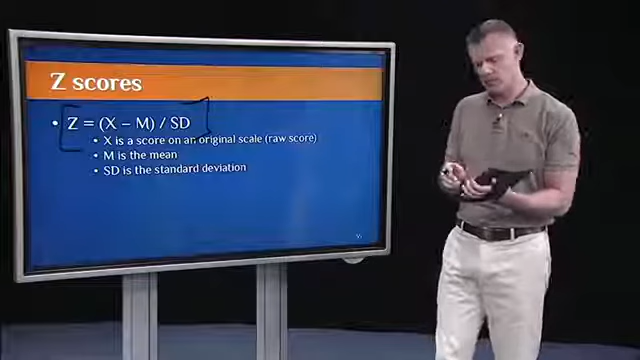 Z scores
• Z = (X – M) / SD
• X is a score on an original scale (raw score)
• M is the mean
• SD is the standard deviation